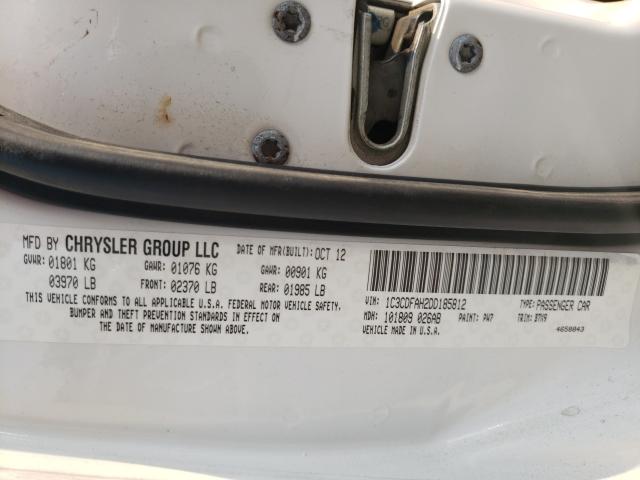 MFD BY CHRYSLER GROUP LLC DATE OF MFR(BUILT): OCT 12
GVWR: 01801 KG GAWR: 01076 KG GAWR: 00901 KG
03970 LB FRONT: 02370 LB REAR: 01985 LB
THIS VEHICLE CONFORMS TO ALL APPLICABLE FEDERAL MOTOR VEHICLE SAFETY,
BUMPER AND THEFT PREVENTION STANDARDS IN EFFECT ON
THE DATE OF MANUFACTURE SHOWN ABOVE.
VIN: 1C3CDFAH2DD185812 TYPE: PASSENGER CAR
MDH: 101809 026AB PAINT: PW7 TRIM: B7X9
VEHICLE MADE IN U.S.A. 4658843